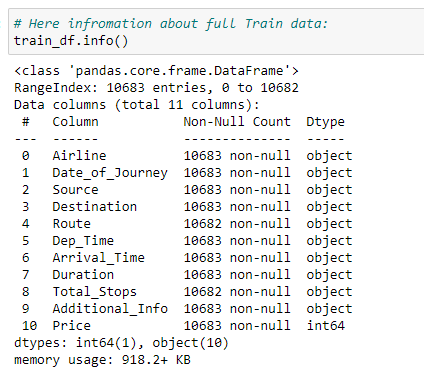 # Here infromation about full Train data:
train_df.info()
<class 'pandas.core.frame.DataFrame'>
RangeIndex: 10683 entries, 0 to 10682
Data columns (total 11 columns):
 #   Column           Non-Null Count  Dtype
---  ------           --------------  -----
 0   Airline          10683 non-null  object
 1   Date_of_Journey  10683 non-null  object
 2   Source           10683 non-null  object
 3   Destination      10683 non-null  object
 4   Route            10682 non-null  object
 5   Dep_Time         10683 non-null  object
 6   Arrival_Time     10683 non-null  object
 7   Duration         10683 non-null  object
 8   Total_Stops      10682 non-null  object
 9   Additional_Info  10683 non-null  object
 10  Price            10683 non-null  int64
dtypes: int64(1), object(10)
memory usage: 918.2+ KB